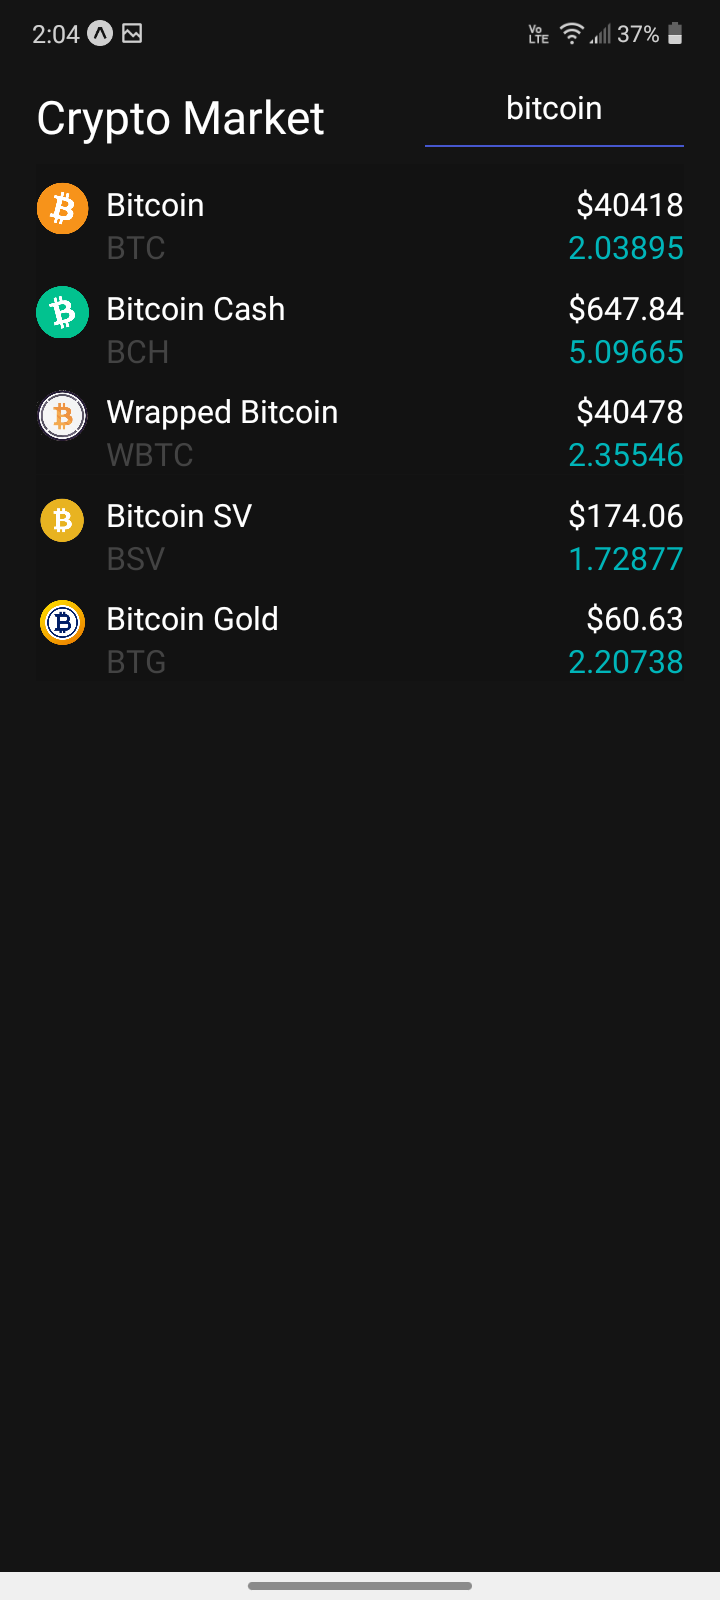 2:04 Vo LTE 37%
Crypto Market bitcoin
Bitcoin $40418
BTC 2.03895
Bitcoin Cash $647.84
BCH 5.09665
Wrapped Bitcoin $40478
WBTC 2.35546
Bitcoin SV $174.06
BSV 1.72877
Bitcoin Gold $60.63
BTG 2.20738